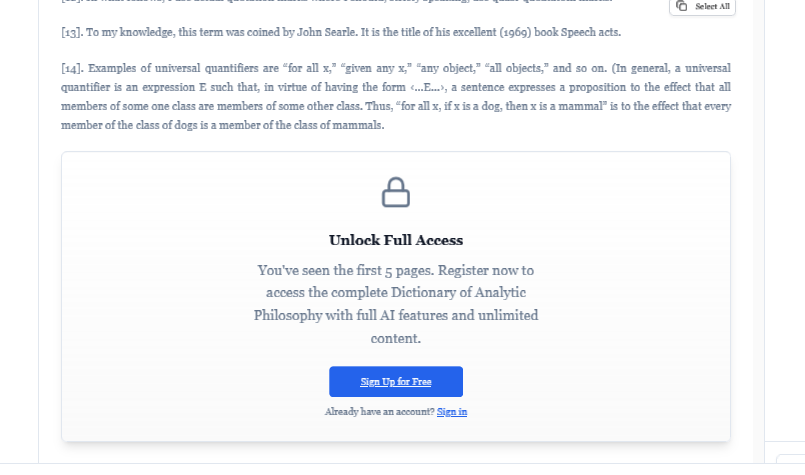 Select All
[13]. To my knowledge, this term was coined by John Searle. It is the title of his excellent (1969) book Speech acts.
[14]. Examples of universal quantifiers are “for all x,” “given any x,” “any object,” “all objects,” and so on. (In general, a universal
quantifier is an expression E such that, in virtue of having the form ‹…E…›, a sentence expresses a proposition to the effect that all
members of some one class are members of some other class. Thus, “for all x, if x is a dog, then x is a mammal” is to the effect that every
member of the class of dogs is a member of the class of mammals.
Unlock Full Access
You've seen the first 5 pages. Register now to
access the complete Dictionary of Analytic
Philosophy with full AI features and unlimited
content.
Sign Up for Free
Already have an account? Sign in